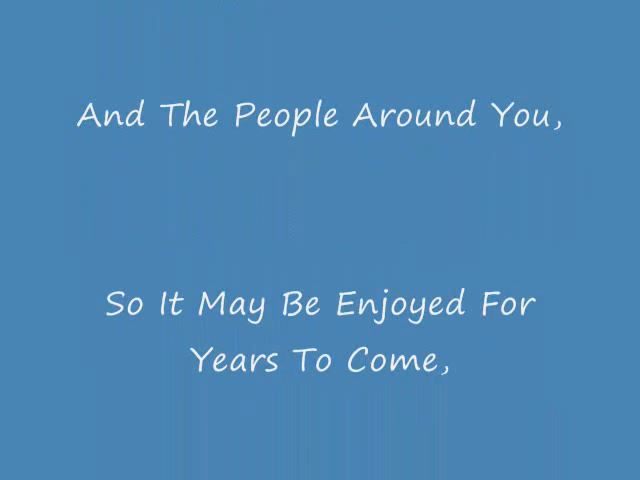 And The People Around You,
So It May Be Enjoyed For
Years To Come,